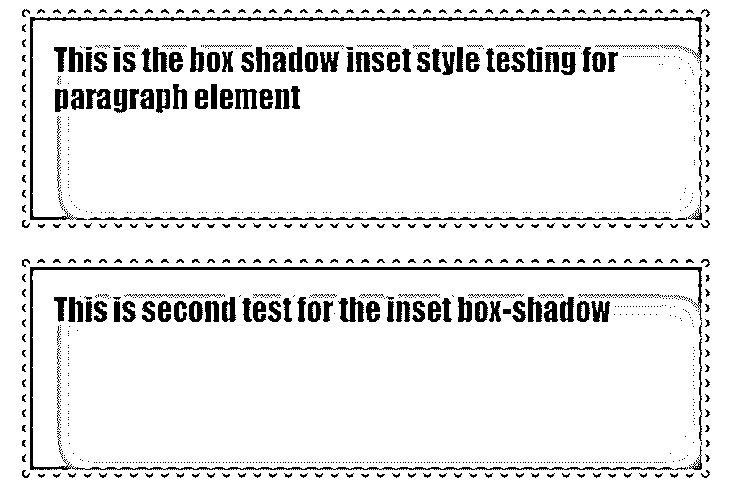 This is the box shadow inset style testing for
paragraph element
This is second test for the inset box-shadow